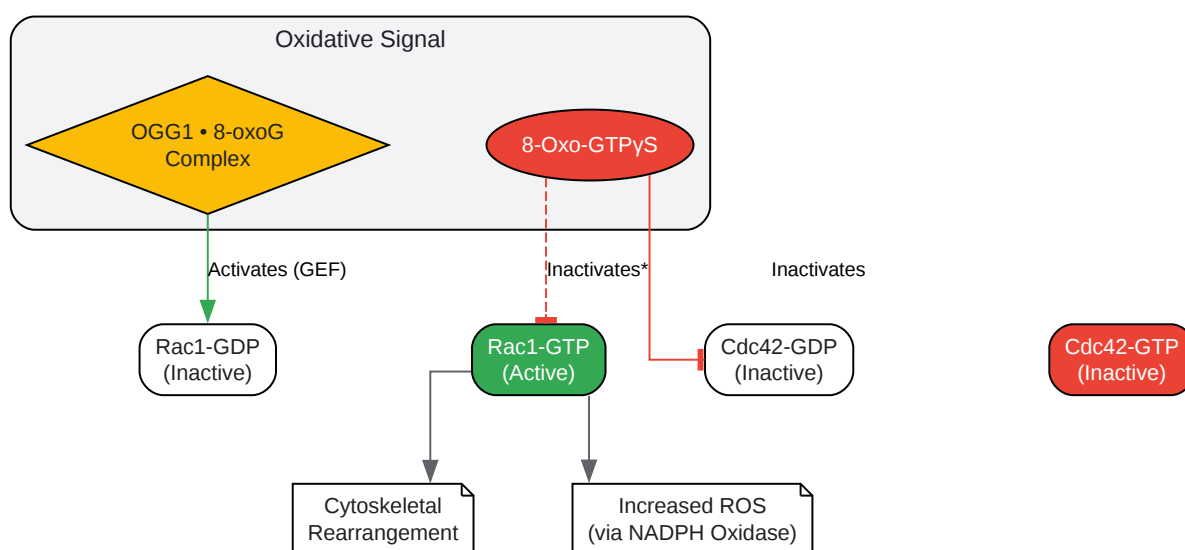 Oxidative Signal
OGG1 • 8-oxoG
Complex
8-Oxo-GTPγS
Activates (GEF)
Inactivates*
Inactivates
Rac1-GDP
(Inactive)
Rac1-GTP
(Active)
Cdc42-GDP
(Inactive)
Cdc42-GTP
(Inactive)
Cytoskeletal
Rearrangement
Increased ROS
(via NADPH Oxidase)